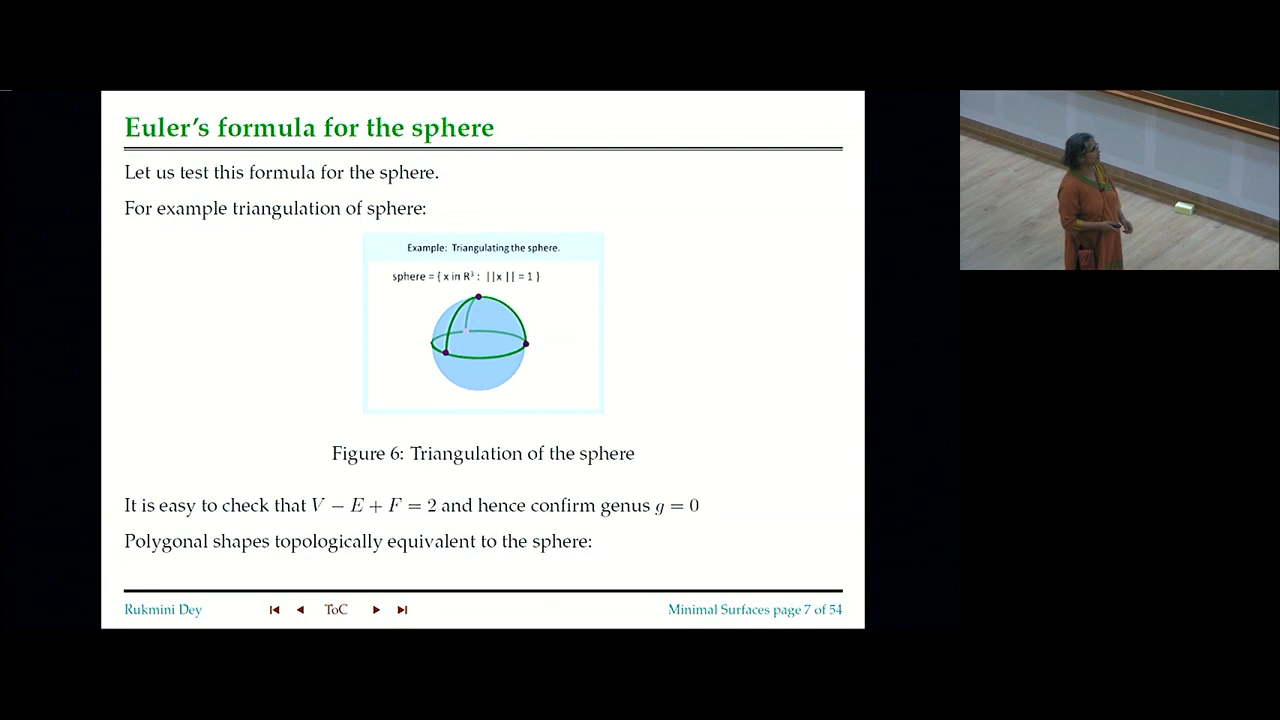 Euler's formula for the sphere
Let us test this formula for the sphere.
For example triangulation of sphere:
Example: Triangulating the sphere.
sphere = { x in R³ : ||x || = 1 }
Figure 6: Triangulation of the sphere
It is easy to check that V − E + F = 2 and hence confirm genus g = 0
Polygonal shapes topologically equivalent to the sphere:
Rukmini Dey ToC Minimal Surfaces page 7 of 54